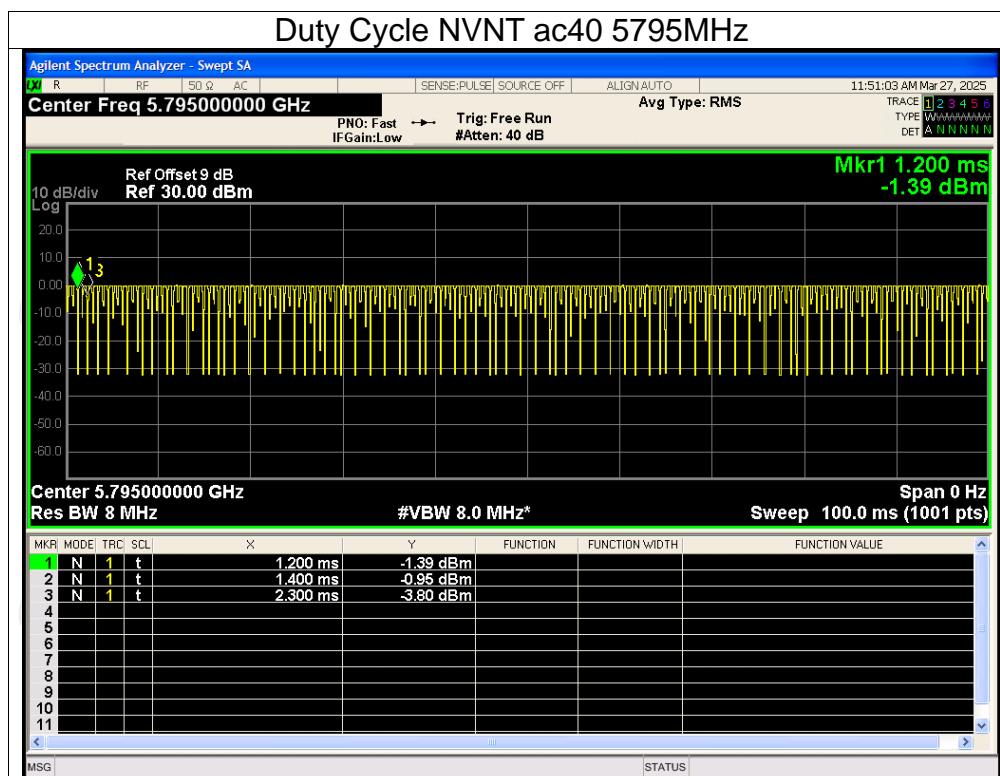 Duty Cycle NVNT ac40 5795MHz
Agilent Spectrum Analyzer - Swept SA
LXI R RF 50 Ω AC SENSE:PULSE SOURCE OFF ALIGN AUTO 11:51:03 AM Mar 27, 2025
Center Freq 5.795000000 GHz Avg Type: RMS TRACE 1 2 3 4 5 6
PNO: Fast Trig: Free Run TYPE W
IFGain:Low #Atten: 40 dB DET A N N N N N
Mkr1 1.200 ms
Ref Offset 9 dB -1.39 dBm
10 dB/div Ref 30.00 dBm
Log
20.0
10.0
1 3
0.00
-10.0
-20.0
-30.0
-40.0
-50.0
-60.0
Center 5.795000000 GHz Span 0 Hz
Res BW 8 MHz #VBW 8.0 MHz* Sweep 100.0 ms (1001 pts)
MKR MODE TRC SCL X Y FUNCTION FUNCTION WIDTH FUNCTION VALUE
1 N 1 t 1.200 ms -1.39 dBm
2 N 1 t 1.400 ms -0.95 dBm
3 N 1 t 2.300 ms -3.80 dBm
4
5
6
7
8
9
10
11
MSG STATUS